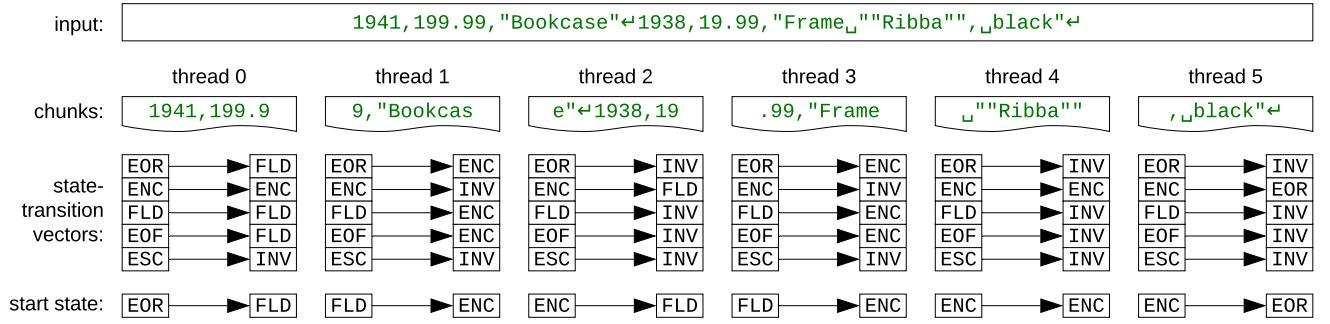 input: 1941,199.99,"Bookcase"↵1938,19.99,"Frame␣""Ribba"",␣black"↵
thread 0 thread 1 thread 2 thread 3 thread 4 thread 5
chunks: 1941,199.9 9,"Bookcas e"↵1938,19 .99,"Frame ␣""Ribba"" ,␣black"↵
state-
transition
vectors:
EOR FLD EOR ENC EOR INV EOR ENC EOR INV EOR INV
ENC ENC ENC INV ENC FLD ENC INV ENC ENC ENC EOR
FLD FLD FLD ENC FLD INV FLD ENC FLD INV FLD INV
EOF FLD EOF ENC EOF INV EOF ENC EOF INV EOF INV
ESC INV ESC INV ESC INV ESC INV ESC INV ESC INV
start state: EOR FLD FLD ENC ENC FLD FLD ENC ENC ENC ENC EOR